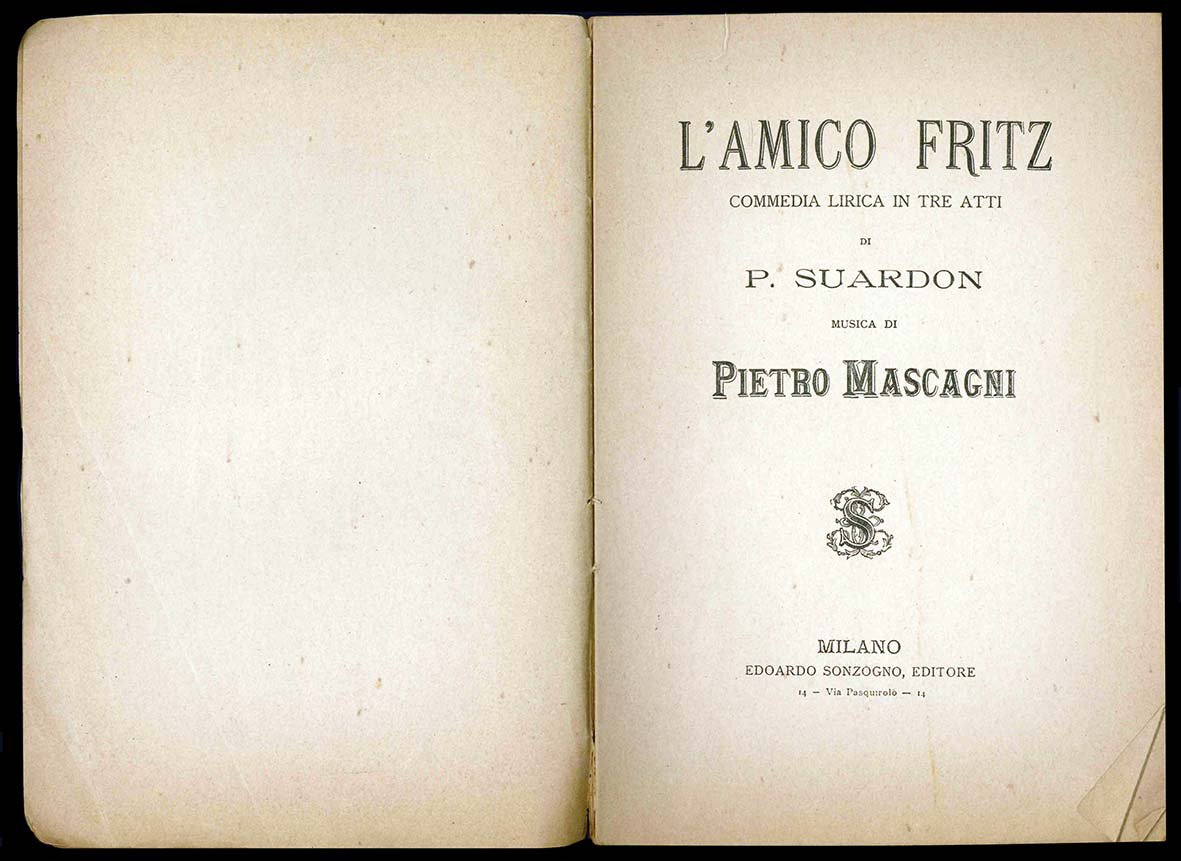 L'AMICO FRITZ
COMMEDIA LIRICA IN TRE ATTI
DI
P. SUARDON
MUSICA DI
PIETRO MASCAGNI
S
MILANO
EDOARDO SONZOGNO, EDITORE
14 — Via Pasquirolo — 14